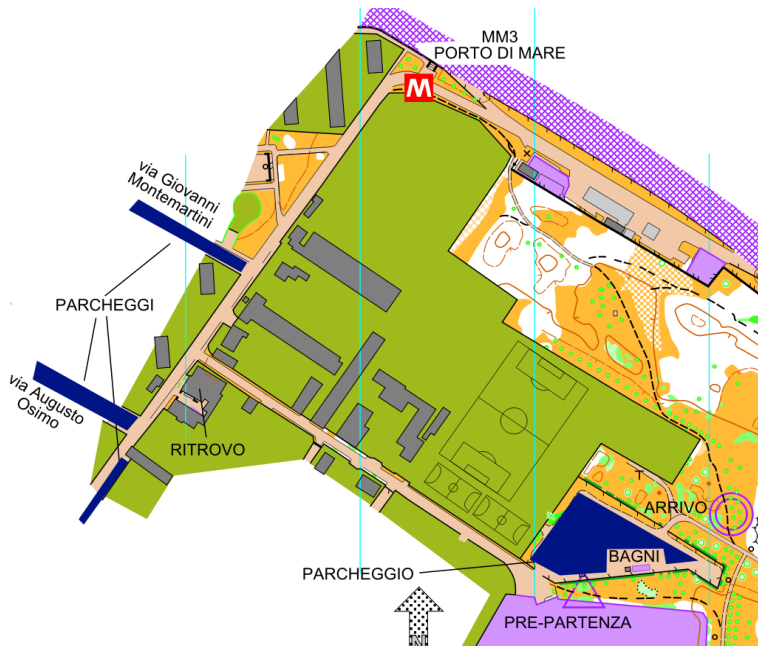 MM3
PORTO DI MARE
M
via Giovanni
Montemartini
PARCHEGGI
via Augusto
Osimo
RITROVO
ARRIVO
BAGNI
PARCHEGGIO
PRE-PARTENZA
N